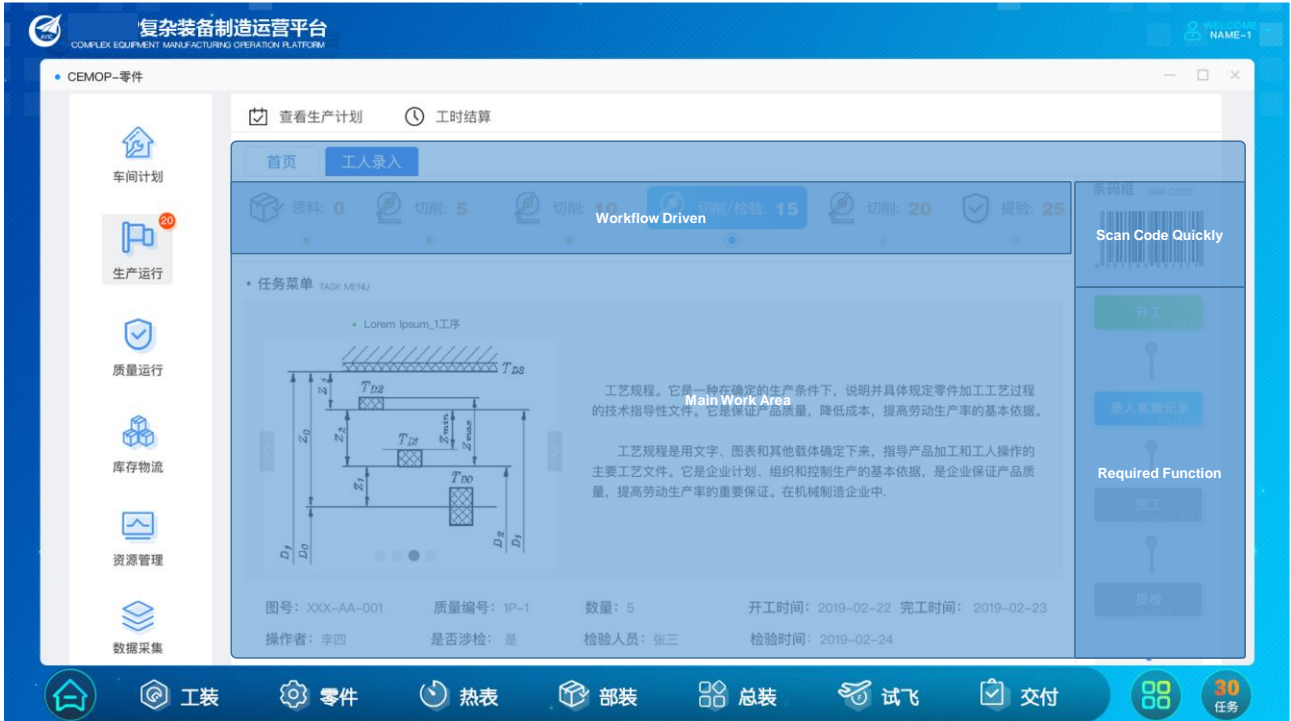 AVIC
复杂装备制造运营平台
COMPLEX EQUIPMENT MANUFACTURING OPERATION PLATFORM
WELCOME
NAME-1
CEMOP-零件
车间计划
20
生产运行
质量运行
库存物流
资源管理
数据采集
查看生产计划 工时结算
首页 工人录入
领料: 0 切削: 5 切削: 10 切削/检验: 15 切削: 20 提验: 25
Workflow Driven
条码框 BAR CODE
Scan Code Quickly
任务菜单 TASK MENU
Lorem Ipsum_1工序
TD3
TD2
TD1
TD0
Zmin
Zmax
Z0
Z2
Z1
Dj
D0
D2
D1
工艺规程。它是一种在确定的生产条件下，说明并具体规定零件加工工艺过程
的技术指导性文件。它是保证产品质量，降低成本，提高劳动生产率的基本依据。
Main Work Area
工艺规程是用文字、图表和其他载体确定下来，指导产品加工和工人操作的
主要工艺文件。它是企业计划、组织和控制生产的基本依据，是企业保证产品质
量，提高劳动生产率的重要保证。在机械制造企业中.
开工
录入实测记录
Required Function
完工
提检
图号: XXX-AA-001 质量编号: 1P-1 数量: 5 开工时间: 2019-02-22 完工时间: 2019-02-23
操作者: 李四 是否涉检: 是 检验人员: 张三 检验时间: 2019-02-24
工装 零件 热表 部装 总装 试飞 交付
30
任务